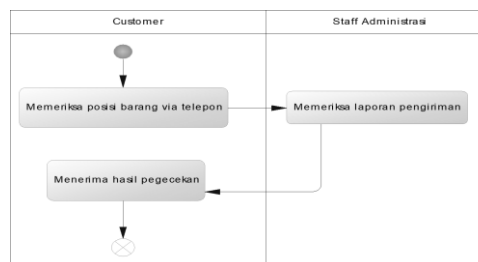 Customer
Staff Administrasi
Memeriksa posisi barang via telepon
Memeriksa laporan pengiriman
Menerima hasil pegecekan